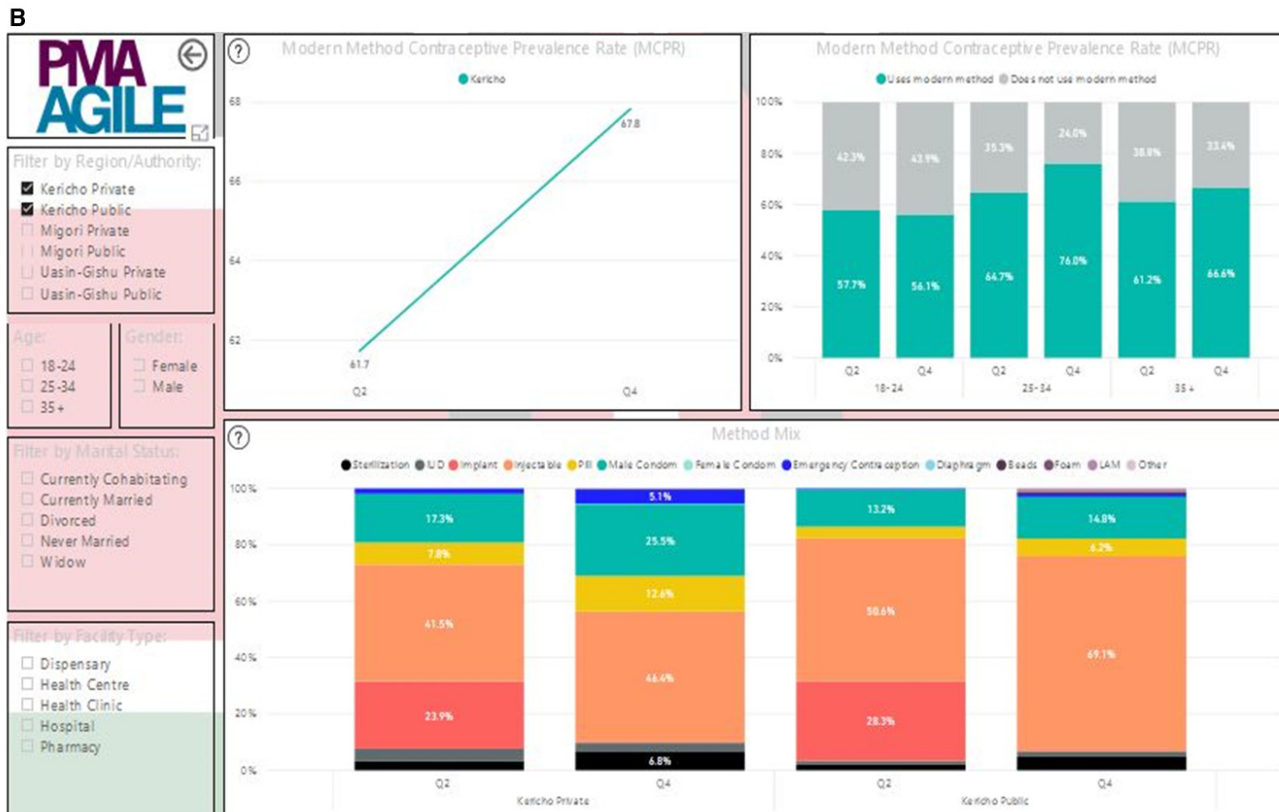 B
PMA
AGILE
Filter by Region/Authority:
Kericho Private
Kericho Public
Migori Private
Migori Public
Uasin-Gishu Private
Uasin-Gishu Public
Age:
18-24
25-34
35+
Gender:
Female
Male
Filter by Marital Status:
Currently Cohabitating
Currently Married
Divorced
Never Married
Widow
Filter by Facility Type:
Dispensary
Health Centre
Health Clinic
Hospital
Pharmacy
?
Modern Method Contraceptive Prevalence Rate (MCPR)
Kericho
68
66
64
62
67.8
61.7
Q2 Q4
Modern Method Contraceptive Prevalence Rate (MCPR)
Uses modern method Does not use modern method
100%
80%
60%
40%
20%
0%
42.3% 43.9% 35.3% 24.0% 38.8% 33.4%
57.7% 56.1% 64.7% 76.0% 61.2% 66.6%
Q2 Q4 Q2 Q4 Q2 Q4
18-24 25-34 35+
?
Method Mix
Sterilization IUD Implant Injectable Pill Male Condom Female Condom Emergency Contraception Diaphragm Beads Foam LAM Other
100%
80%
60%
40%
20%
0%
17.3%
7.8%
41.5%
23.9%
5.1%
25.5%
12.6%
46.4%
6.8%
13.2%
50.6%
28.3%
14.8%
6.2%
69.1%
Q2 Q4 Q2 Q4
Kericho Private Kericho Public